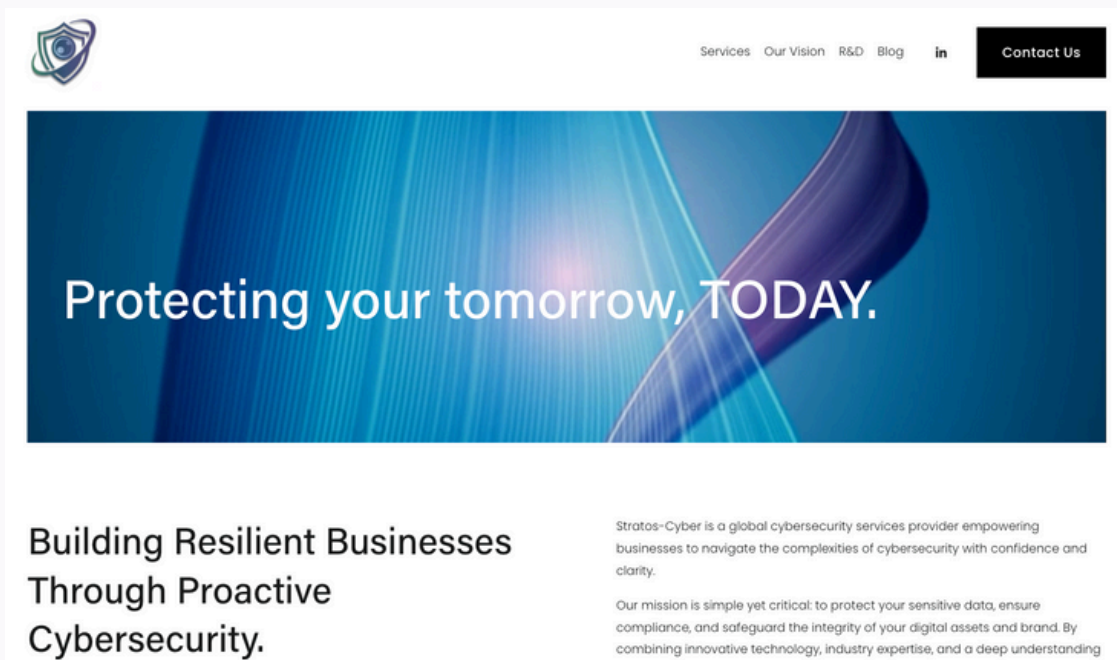 Services Our Vision R&D Blog in Contact Us
Protecting your tomorrow, TODAY.
Building Resilient Businesses
Through Proactive
Cybersecurity.
Stratos-Cyber is a global cybersecurity services provider empowering
businesses to navigate the complexities of cybersecurity with confidence and
clarity.
Our mission is simple yet critical: to protect your sensitive data, ensure
compliance, and safeguard the integrity of your digital assets and brand. By
combining innovative technology, industry expertise, and a deep understanding